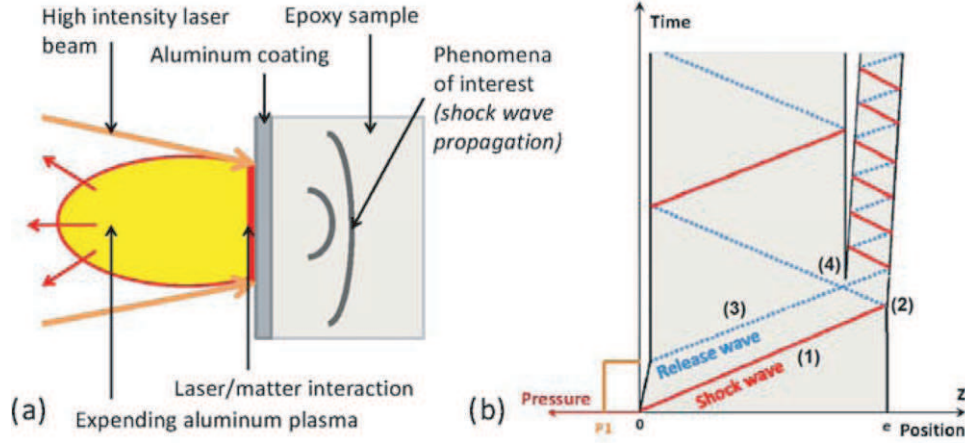 (a)
High intensity laser
beam
Aluminum coating
Epoxy sample
Phenomena
of interest
(shock wave
propagation)
Laser/matter interaction
Expending aluminum plasma
(b)
Time
(4)
(2)
(3)
(1)
Release wave
Shock wave
Pressure
P1
0
e
Z
Position